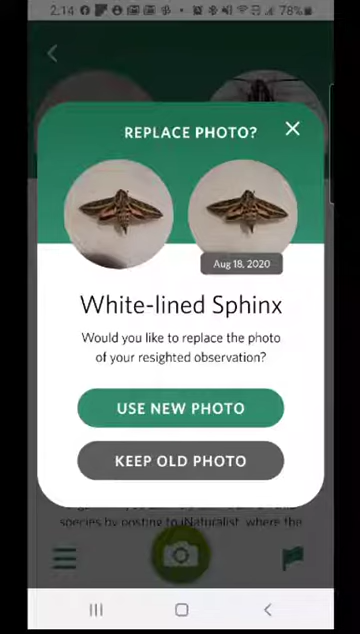 2:14
78%
REPLACE PHOTO?
Aug 18, 2020
White-lined Sphinx
Would you like to replace the photo
of your resighted observation?
USE NEW PHOTO
KEEP OLD PHOTO
species by posting to iNaturalist, where the